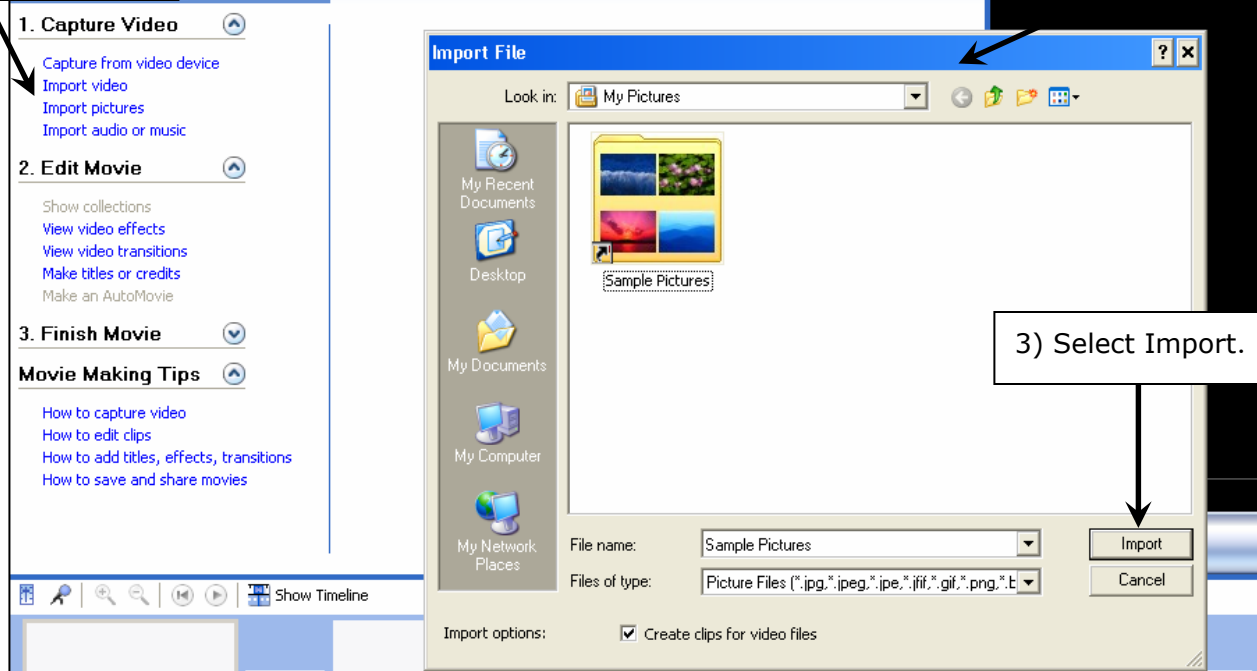 1. Capture Video
Capture from video device
Import video
Import pictures
Import audio or music
2. Edit Movie
Show collections
View video effects
View video transitions
Make titles or credits
Make an AutoMovie
3. Finish Movie
Movie Making Tips
How to capture video
How to edit clips
How to add titles, effects, transitions
How to save and share movies
Show Timeline
Import File
Look in:
My Pictures
My Recent
Documents
Desktop
My Documents
My Computer
My Network
Places
Sample Pictures
3) Select Import.
File name:
Sample Pictures
Import
Files of type:
Picture Files (*.jpg,*.jpeg,*.jpe,*.jfif,*.gif,*.png,*.
Cancel
Import options:
Create clips for video files